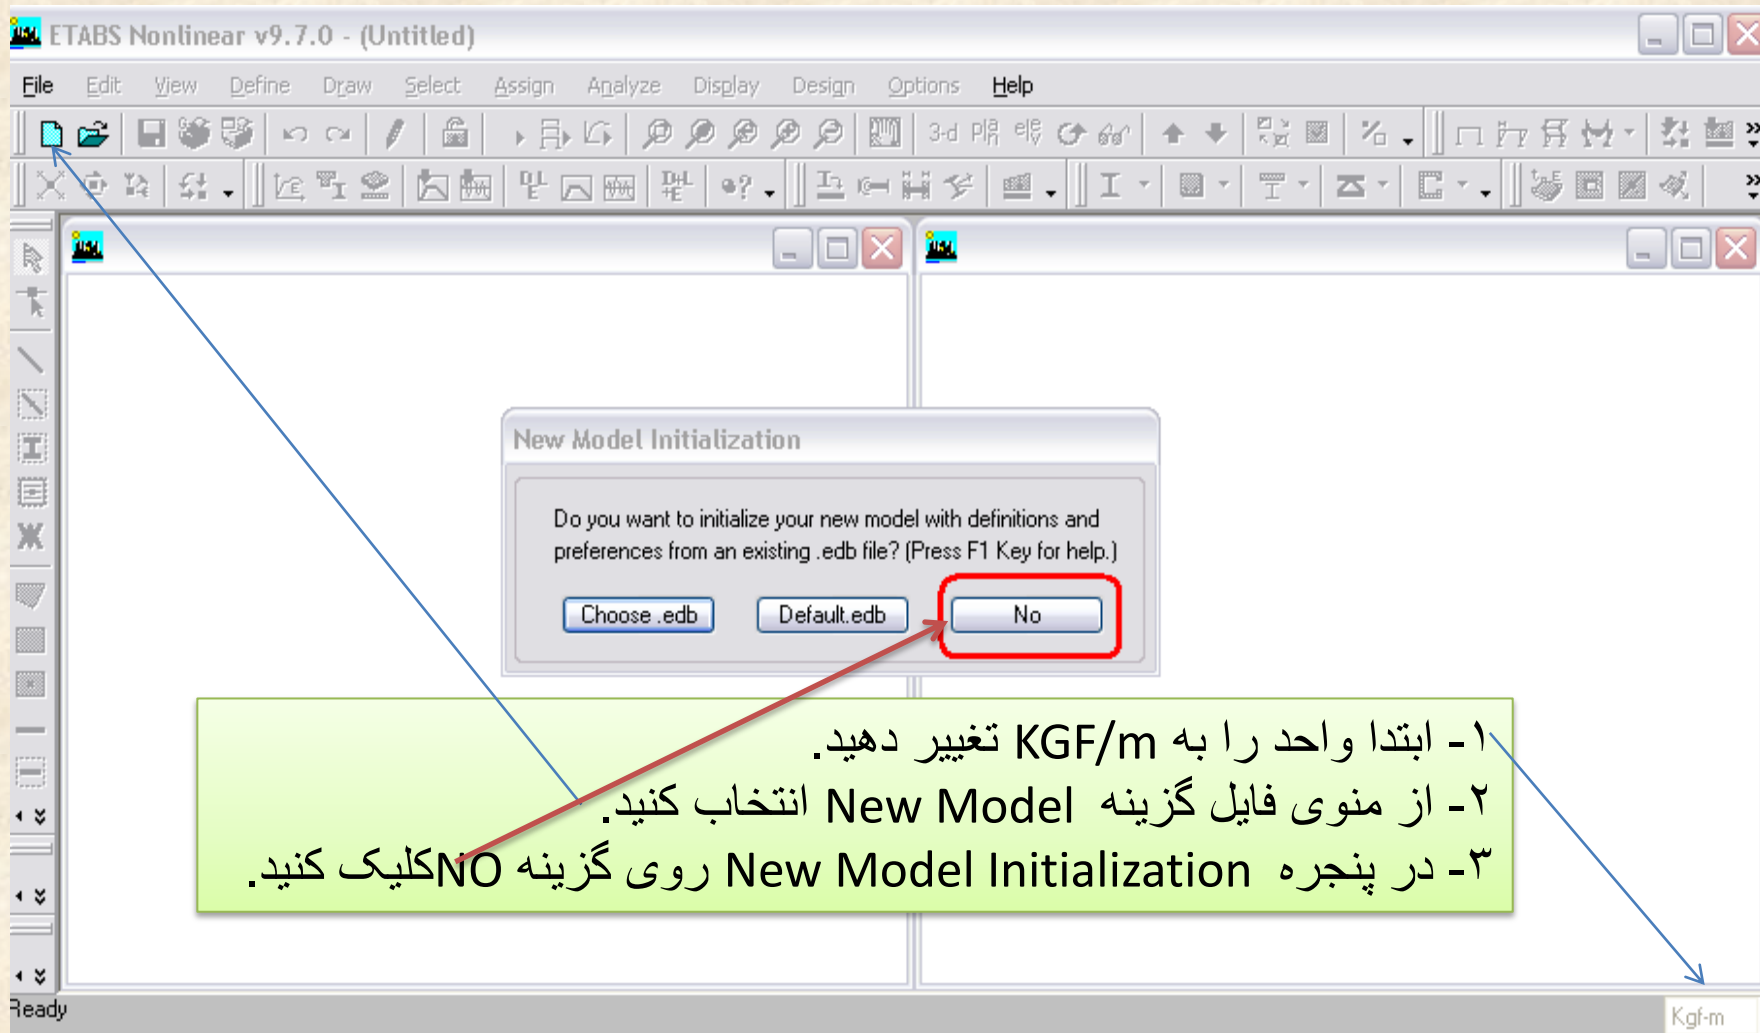 ETABS Nonlinear v9.7.0 - (Untitled)
File Edit View Define Draw Select Assign Analyze Display Design Options Help
3-d
New Model Initialization
Do you want to initialize your new model with definitions and
preferences from an existing .edb file? (Press F1 Key for help.)
Choose .edb Default.edb No
۱- ابتدا واحد را به KGF/m تغییر دهید.
۲- از منوی فایل گزینه New Model انتخاب کنید.
۳- در پنجره New Model Initialization روی گزینه NOکلیک کنید.
Ready
Kgf-m